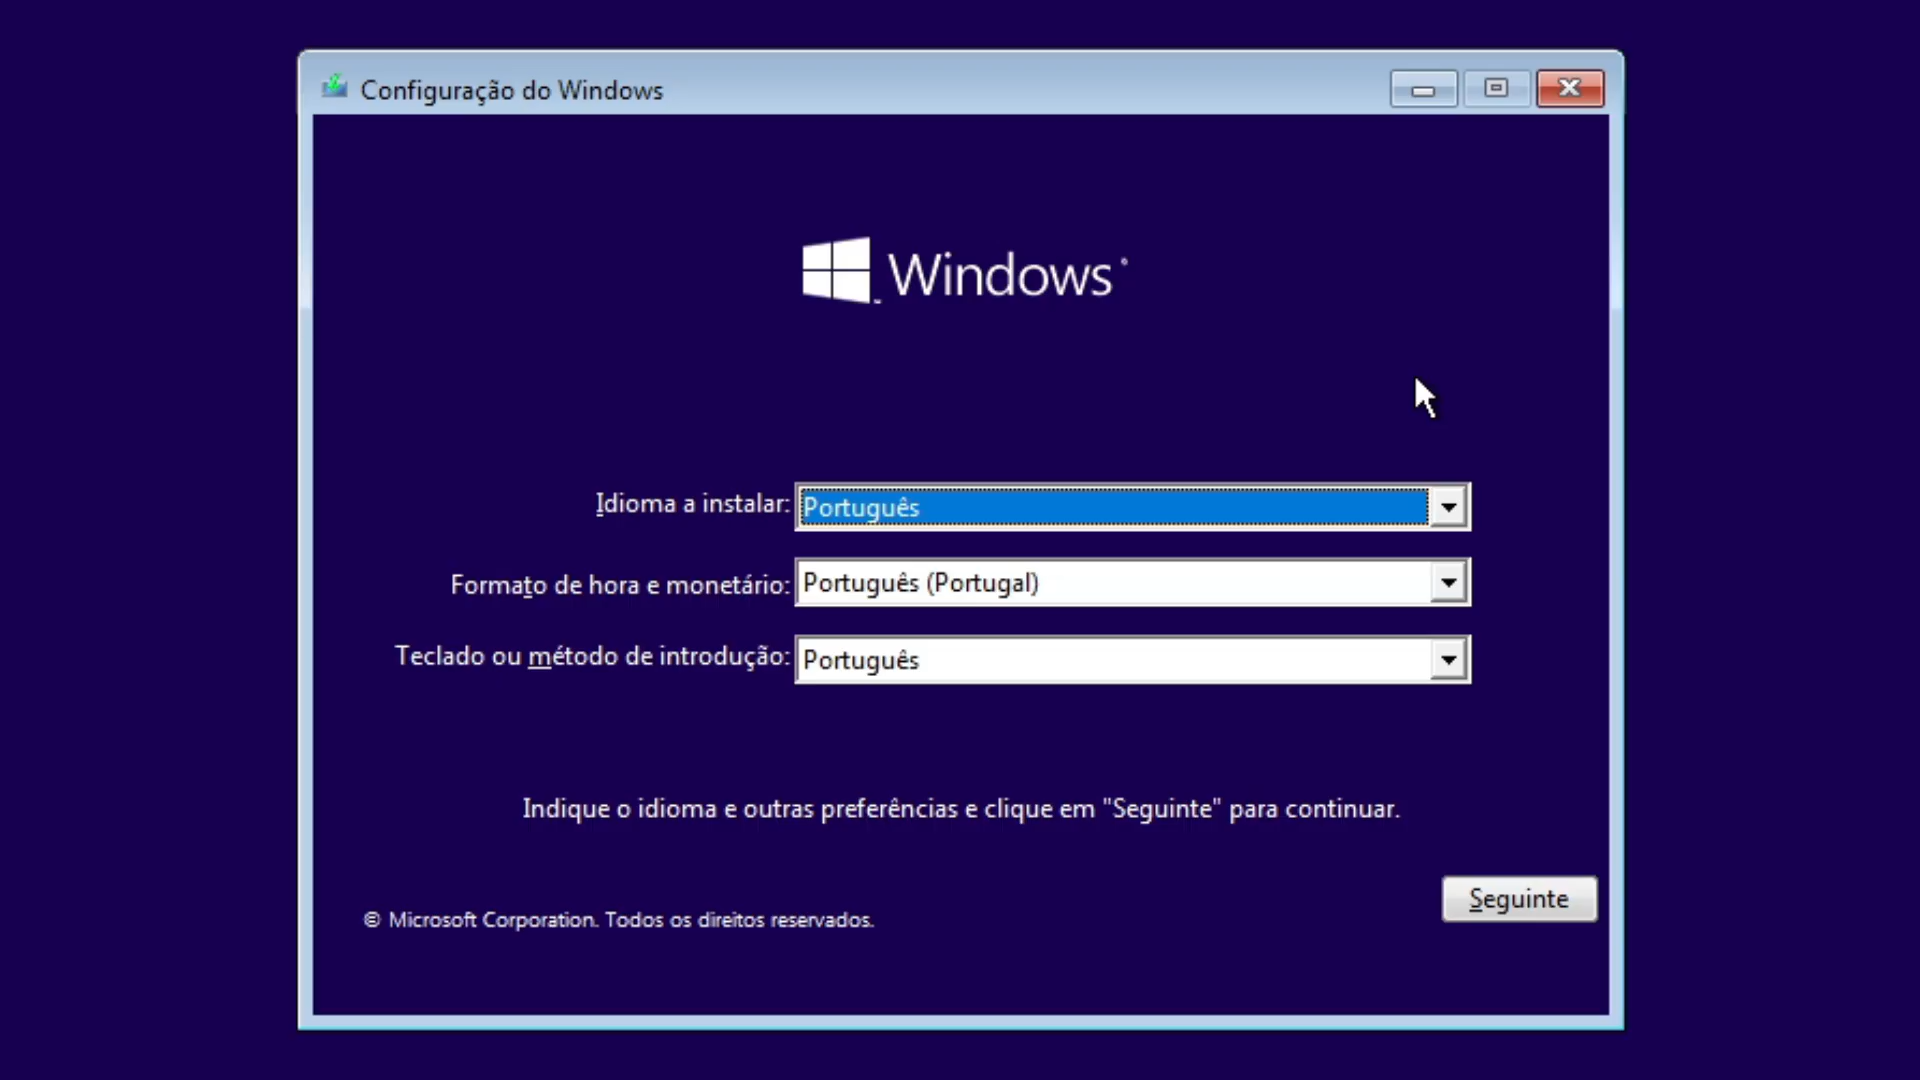 Configuração do Windows
Windows
Idioma a instalar: Português
Formato de hora e monetário: Português (Portugal)
Teclado ou método de introdução: Português
Indique o idioma e outras preferências e clique em "Seguinte" para continuar.
Seguinte
© Microsoft Corporation. Todos os direitos reservados.